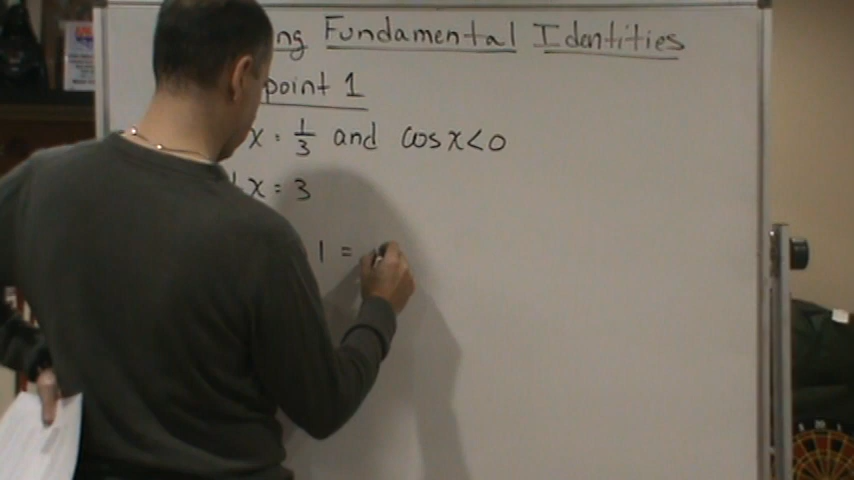 ng Fundamental Identities
point 1
x = 1/3 and cos x < 0
x = 3
1 =